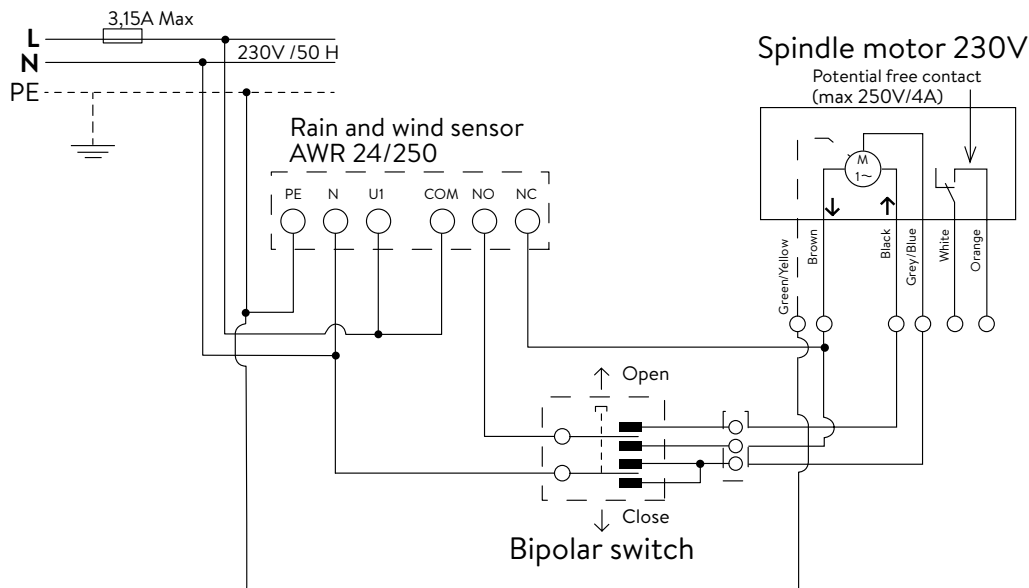 3,15A Max
L
N
PE
230V /50 H
Spindle motor 230V
Potential free contact
(max 250V/4A)
M
1~
Rain and wind sensor
AWR 24/250
PE N U1 COM NO NC
Green/Yellow
Brown
Black
Grey/Blue
White
Orange
Open
Close
Bipolar switch